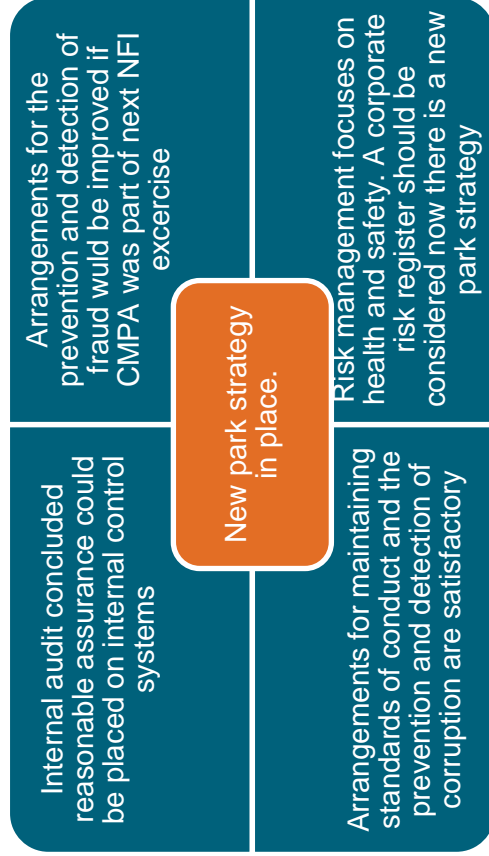 Internal audit concluded
reasonable assurance could
be placed on internal control
systems
Arrangements for the
prevention and detection of
fraud wuld be improved if
CMPA was part of next NFI
excercise
New park strategy
in place.
Arrangements for maintaining
standards of conduct and the
prevention and detection of
corruption are satisfactory
Risk management focuses on
health and safety. A corporate
risk register should be
considered now there is a new
park strategy